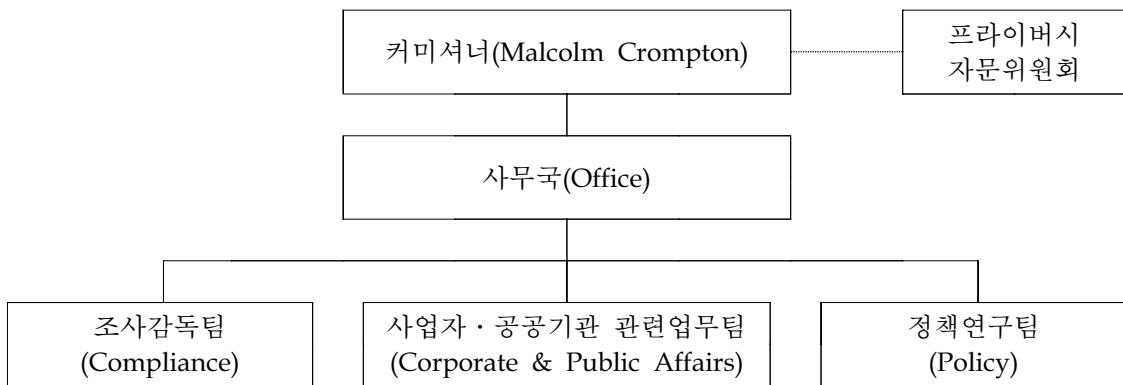 커미셔너(Malcolm Crompton)
프라이버시
자문위원회
사무국(Office)
조사감독팀
(Compliance)
사업자·공공기관 관련업무팀
(Corporate & Public Affairs)
정책연구팀
(Policy)